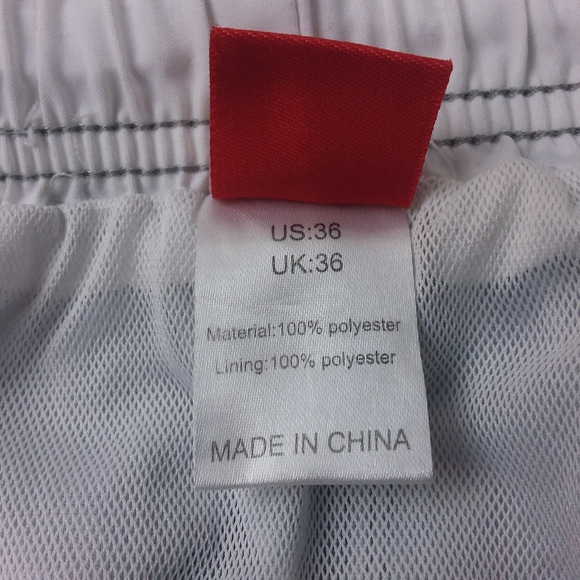 US:36
UK:36
Material:100% polyester
Lining:100% polyester
MADE IN CHINA